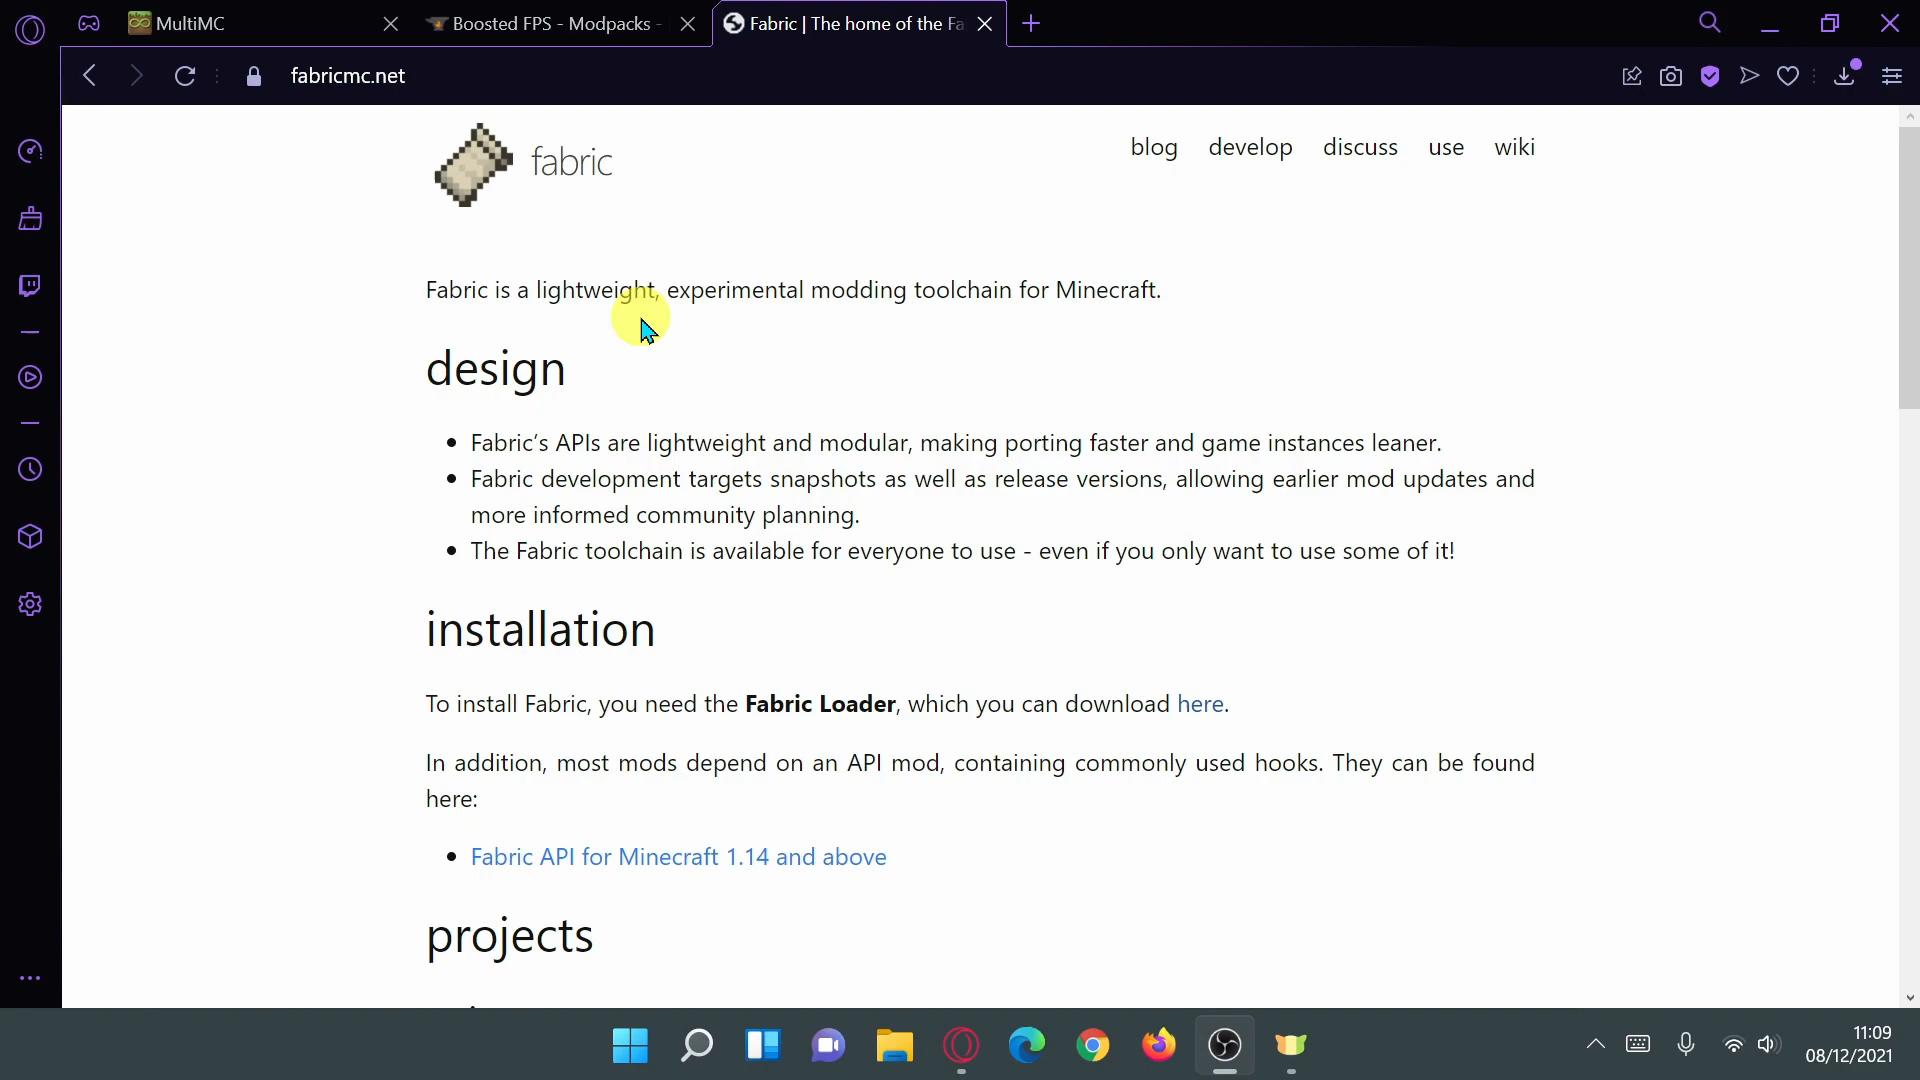 MultiMC
Boosted FPS - Modpacks -
Fabric | The home of the Fa
fabricmc.net
fabric
blog develop discuss use wiki
Fabric is a lightweight, experimental modding toolchain for Minecraft.
design
• Fabric’s APIs are lightweight and modular, making porting faster and game instances leaner.
• Fabric development targets snapshots as well as release versions, allowing earlier mod updates and
more informed community planning.
• The Fabric toolchain is available for everyone to use - even if you only want to use some of it!
installation
To install Fabric, you need the Fabric Loader, which you can download here.
In addition, most mods depend on an API mod, containing commonly used hooks. They can be found
here:
• Fabric API for Minecraft 1.14 and above
projects
11:09
08/12/2021